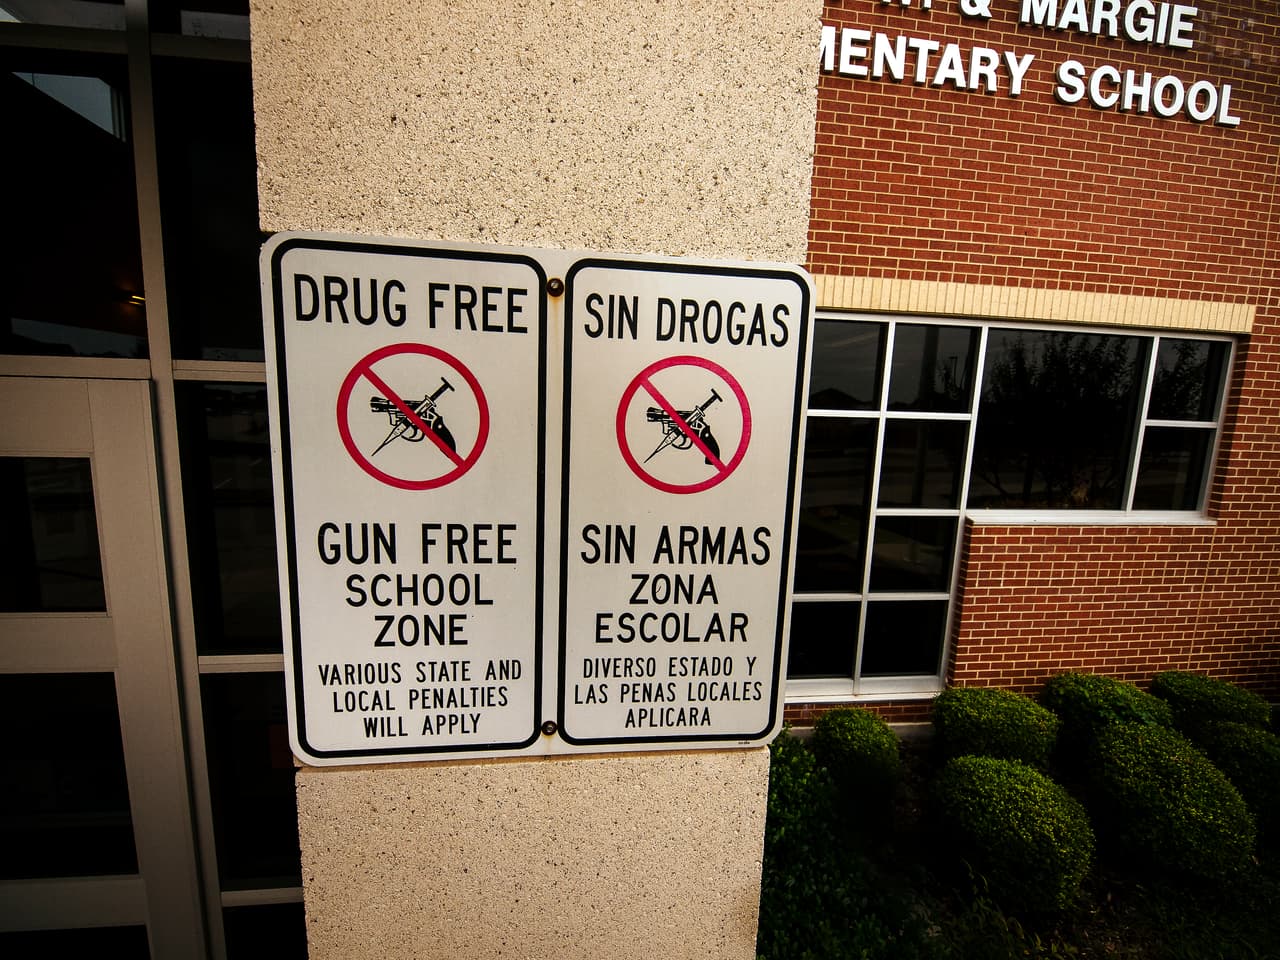 & MARGIE
SCHOOL
DRUG FREE
GUN FREE
SCHOOL
ZONE
VARIOUS STATE AND
LOCAL PENALTIES
WILL APPLY
SIN DROGAS
SIN ARMAS
ZONA
ESCOLAR
DIVERSO ESTADO Y
LAS PENAS LOCALES
APLICARA